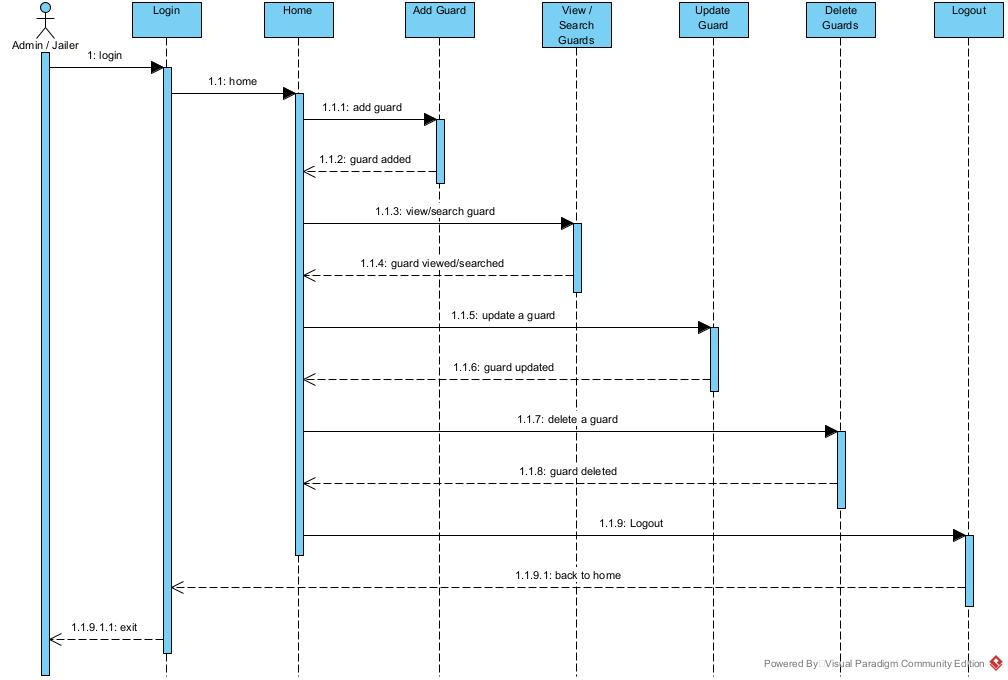 Admin / Jailer
Login
Home
Add Guard
View /
Search
Guards
Update
Guard
Delete
Guards
Logout
1: login
1.1: home
1.1.1: add guard
1.1.2: guard added
1.1.3: view/search guard
1.1.4: guard viewed/searched
1.1.5: update a guard
1.1.6: guard updated
1.1.7: delete a guard
1.1.8: guard deleted
1.1.9: Logout
1.1.9.1: back to home
1.1.9.1.1: exit
Powered By Visual Paradigm Community Edition